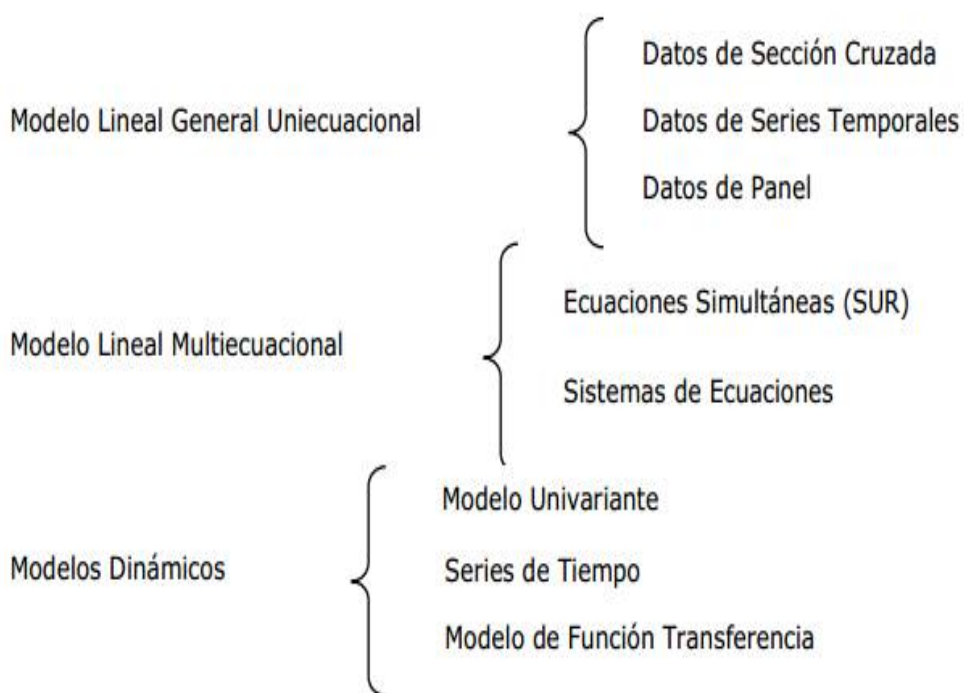 Datos de Sección Cruzada
Modelo Lineal General Uniecuacional
Datos de Series Temporales
Datos de Panel
Ecuaciones Simultáneas (SUR)
Modelo Lineal Multiecuacional
Sistemas de Ecuaciones
Modelo Univariante
Modelos Dinámicos
Series de Tiempo
Modelo de Función Transferencia